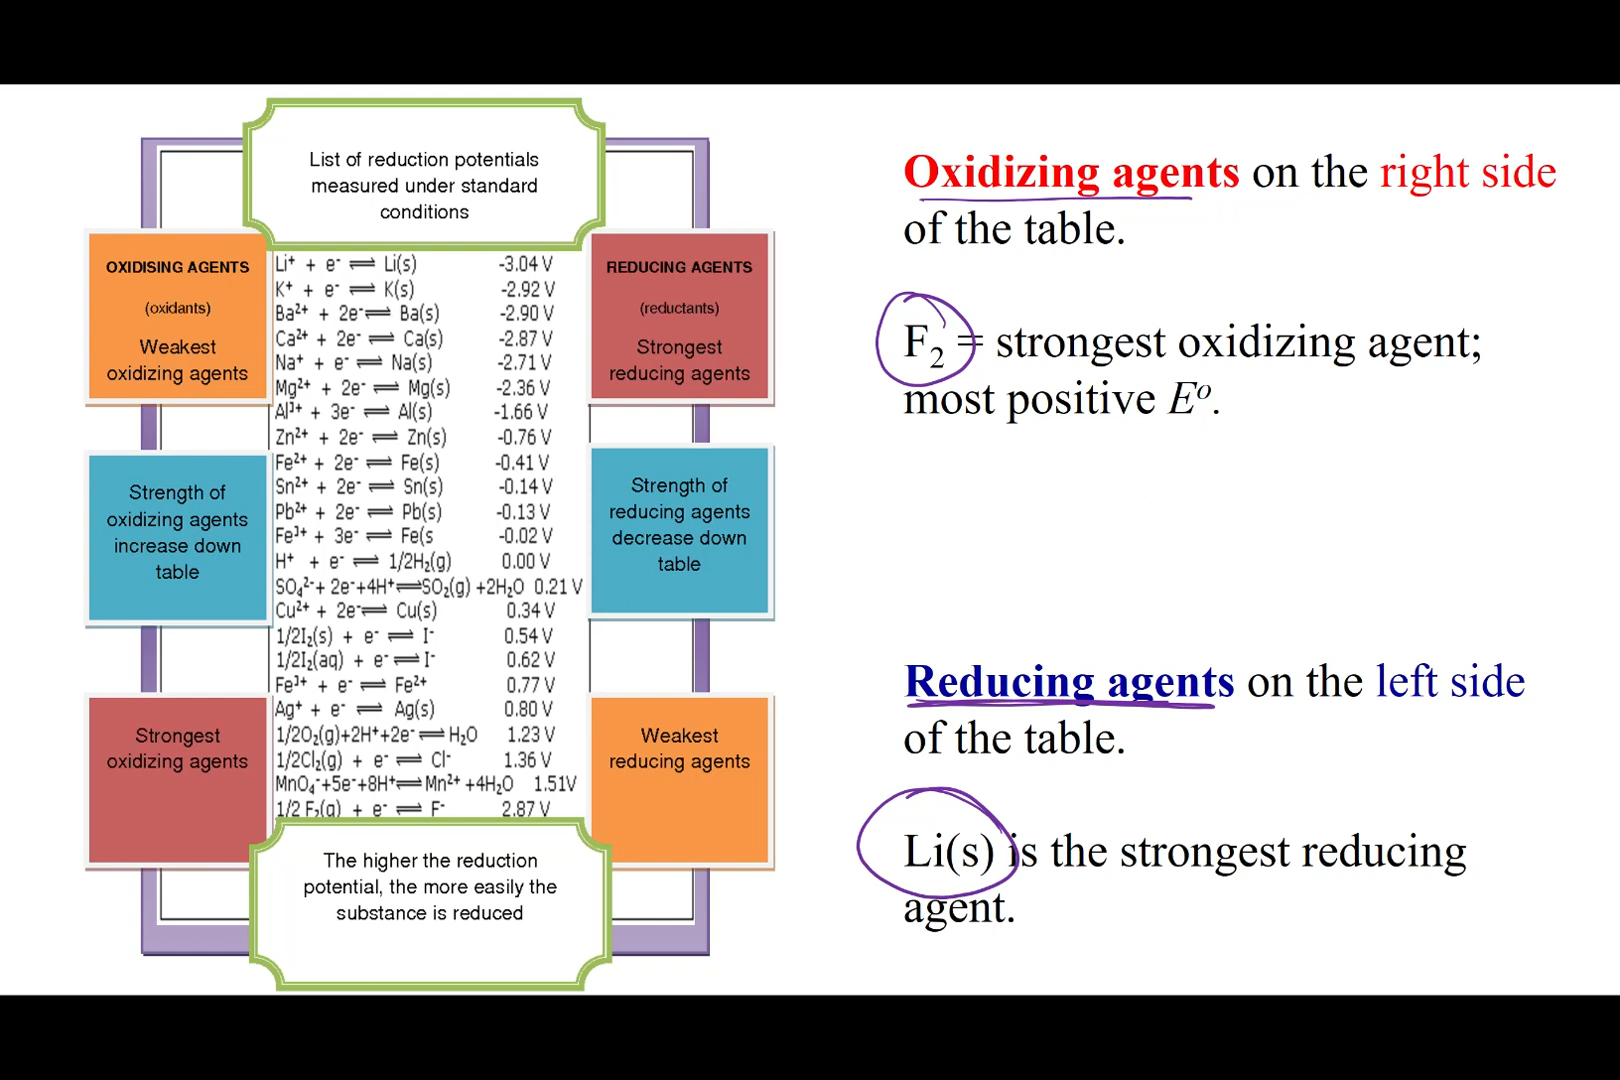 List of reduction potentials
measured under standard
conditions
OXIDISING AGENTS
(oxidants)
Weakest
oxidizing agents
Strength of
oxidizing agents
increase down
table
Strongest
oxidizing agents
Li⁺ + e⁻ ⇌ Li(s) -3.04 V
K⁺ + e⁻ ⇌ K(s) -2.92 V
Ba²⁺ + 2e⁻⇌ Ba(s) -2.90 V
Ca²⁺ + 2e⁻ ⇌ Ca(s) -2.87 V
Na⁺ + e⁻ ⇌ Na(s) -2.71 V
Mg²⁺ + 2e⁻ ⇌ Mg(s) -2.36 V
Al³⁺ + 3e⁻ ⇌ Al(s) -1.66 V
Zn²⁺ + 2e⁻ ⇌ Zn(s) -0.76 V
Fe²⁺ + 2e⁻ ⇌ Fe(s) -0.41 V
Sn²⁺ + 2e⁻ ⇌ Sn(s) -0.14 V
Pb²⁺ + 2e⁻ ⇌ Pb(s) -0.13 V
Fe³⁺ + 3e⁻ ⇌ Fe(s -0.02 V
H⁺ + e⁻ ⇌ 1/2H₂(g) 0.00 V
SO₄²⁻+ 2e⁻+4H⁺⇌SO₂(g) +2H₂O 0.21 V
Cu²⁺ + 2e⁻⇌ Cu(s) 0.34 V
1/2I₂(s) + e⁻ ⇌ I⁻ 0.54 V
1/2I₂(aq) + e⁻⇌I⁻ 0.62 V
Fe³⁺ + e⁻ ⇌ Fe²⁺ 0.77 V
Ag⁺ + e⁻ ⇌ Ag(s) 0.80 V
1/2O₂(g)+2H⁺+2e⁻⇌H₂O 1.23 V
1/2Cl₂(g) + e⁻ ⇌ Cl⁻ 1.36 V
MnO₄⁻+5e⁻+8H⁺⇌Mn²⁺ +4H₂O 1.51V
1/2 F₂(g) + e⁻ ⇌ F⁻ 2.87 V
REDUCING AGENTS
(reductants)
Strongest
reducing agents
Strength of
reducing agents
decrease down
table
Weakest
reducing agents
The higher the reduction
potential, the more easily the
substance is reduced
Oxidizing agents on the right side
of the table.
F₂ = strongest oxidizing agent;
most positive Eº.
Reducing agents on the left side
of the table.
Li(s) is the strongest reducing
agent.